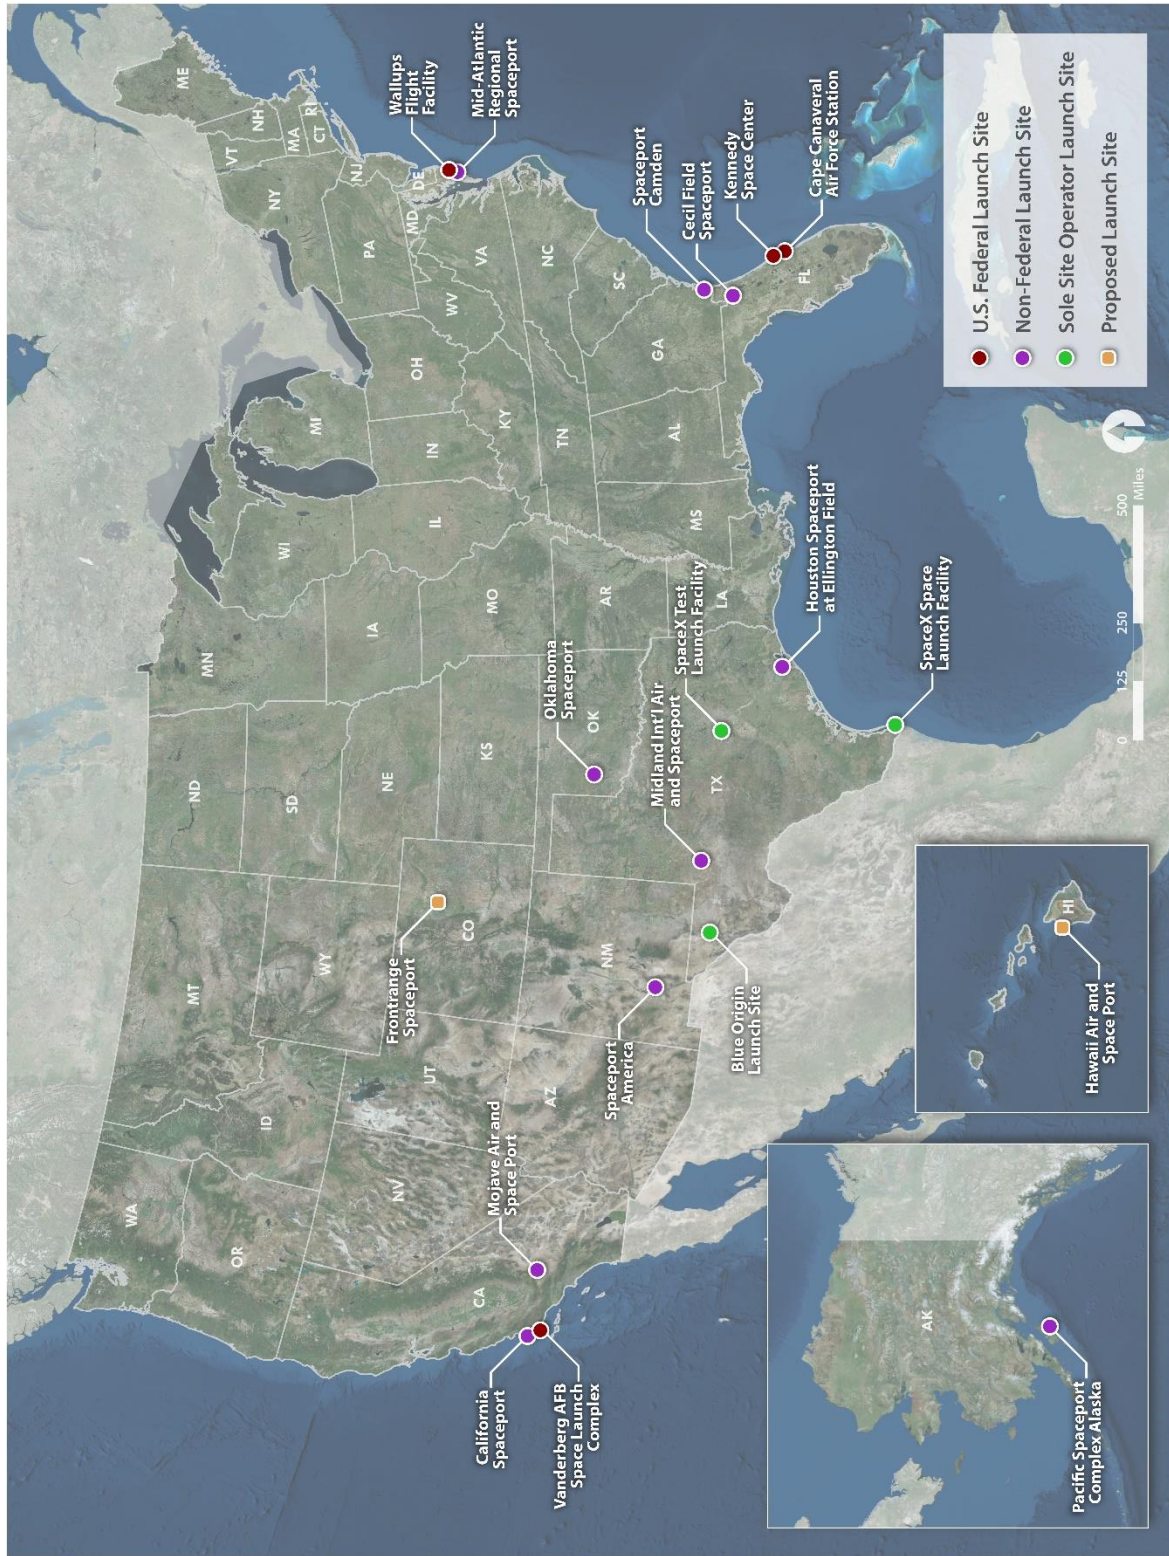 WA
OR
CA
NV
ID
MT
WY
UT
AZ
NM
CO
ND
SD
NE
KS
OK
TX
MN
IA
MO
AR
LA
WI
IL
MS
MI
IN
KY
TN
AL
OH
WV
GA
PA
VA
NC
SC
FL
NY
MD
DE
NJ
VT
NH
MA
CT
RI
ME
AK
HI
California
Spaceport
Vanderberg AFB
Space Launch
Complex
Mojave Air and
Space Port
Frontrange
Spaceport
Spaceport
America
Blue Origin
Launch Site
Midland Int'l Air
and Spaceport
Oklahoma
Spaceport
SpaceX Test
Launch Facility
Houston Spaceport
at Ellington Field
SpaceX Space
Launch Facility
Wallups
Flight
Facility
Mid-Atlantic
Regional
Spaceport
Spaceport
Camden
Cecil Field
Spaceport
Kennedy
Space Center
Cape Canaveral
Air Force Station
Pacific Spaceport
Complex Alaska
Hawaii Air and
Space Port
0 125 250 500
Miles
U.S. Federal Launch Site
Non-Federal Launch Site
Sole Site Operator Launch Site
Proposed Launch Site